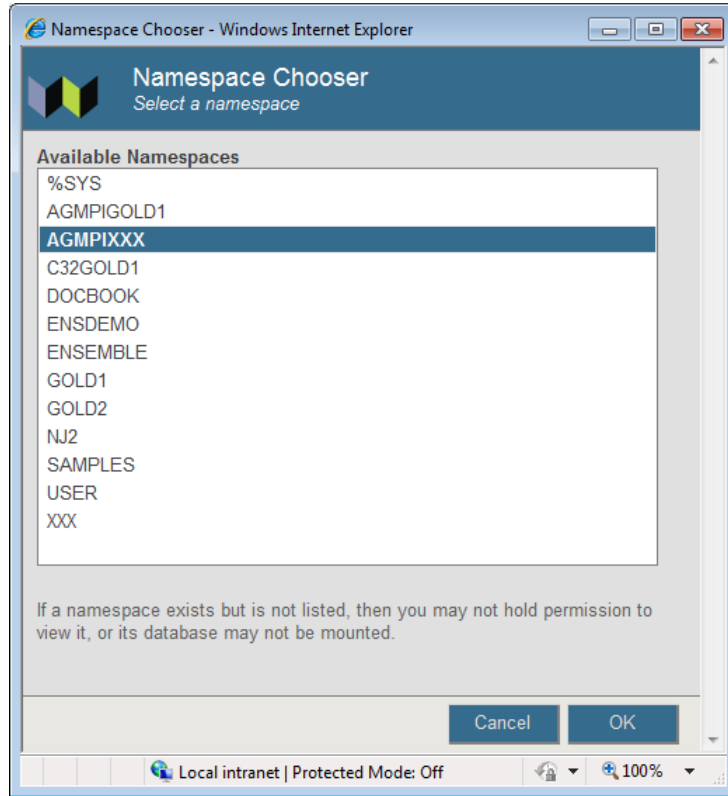 Namespace Chooser - Windows Internet Explorer
Namespace Chooser
Select a namespace
Available Namespaces
%SYS
AGMPIGOLD1
AGMPIXXX
C32GOLD1
DOCBOOK
ENSDEMO
ENSEMBLE
GOLD1
GOLD2
NJ2
SAMPLES
USER
XXX
If a namespace exists but is not listed, then you may not hold permission to
view it, or its database may not be mounted.
Cancel OK
Local intranet | Protected Mode: Off 100%